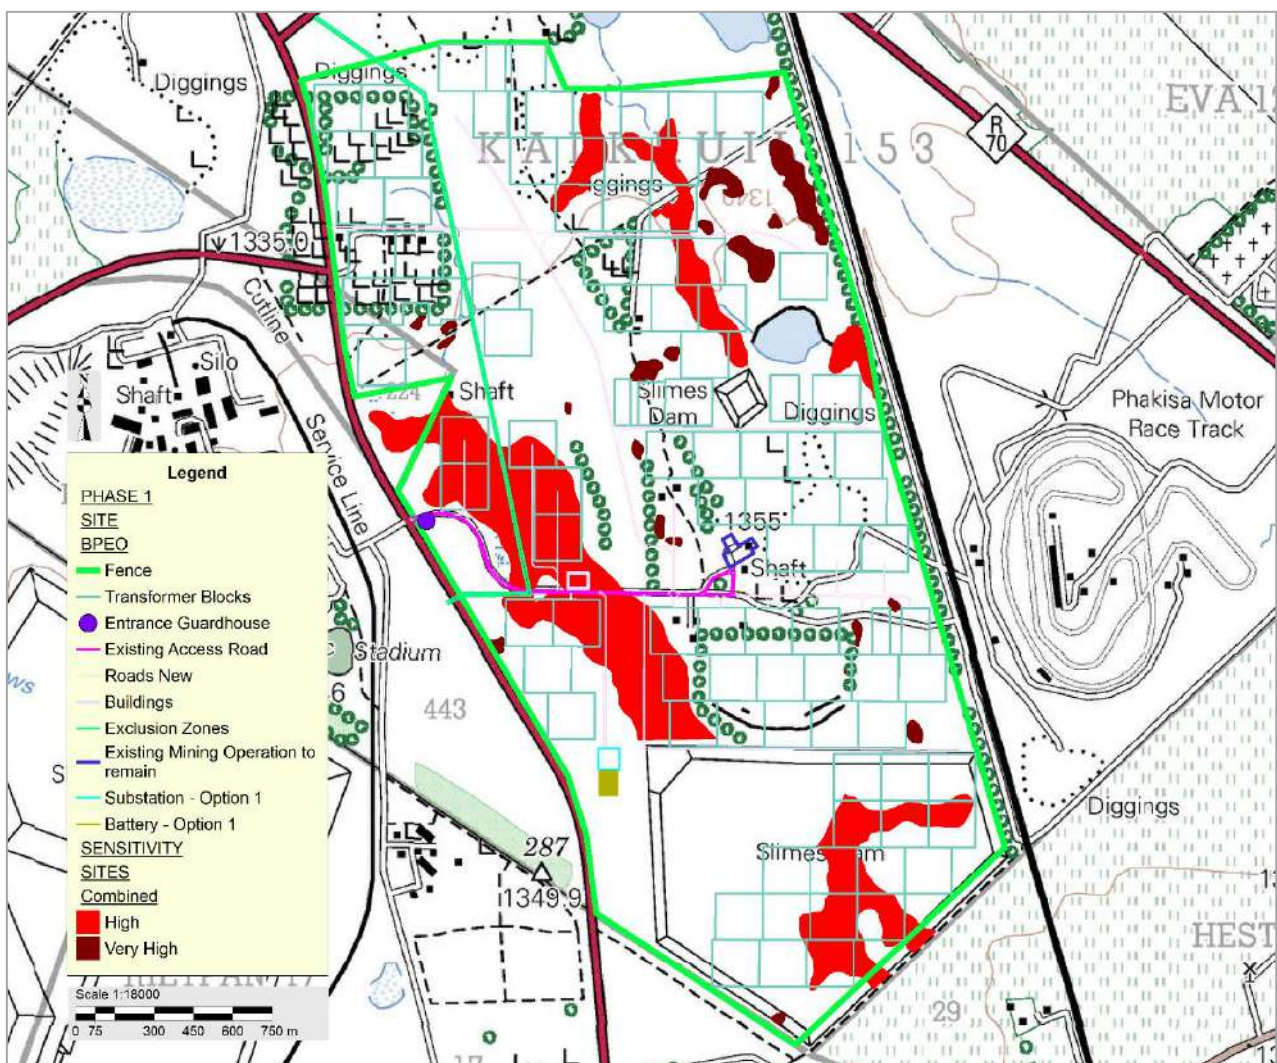 EVA 1
Diggings
Diggings
R
70
KALKKUIL 153
iggings
1340
1335.0
Cutline
Silo
Shaft
Shaft
224
Slimes
Dam
Diggings
Phakisa Motor
Race Track
Service Line
1355
Shaft
Stadium
443
Diggings
287
1349.9
Slimes Dam
HEST
29
17
Legend
PHASE 1
SITE
BPEO
Fence
Transformer Blocks
Entrance Guardhouse
Existing Access Road
Roads New
Buildings
Exclusion Zones
Existing Mining Operation to
remain
Substation - Option 1
Battery - Option 1
SENSITIVITY
SITES
Combined
High
Very High
Scale 1:18000
0 75 300 450 600 750 m